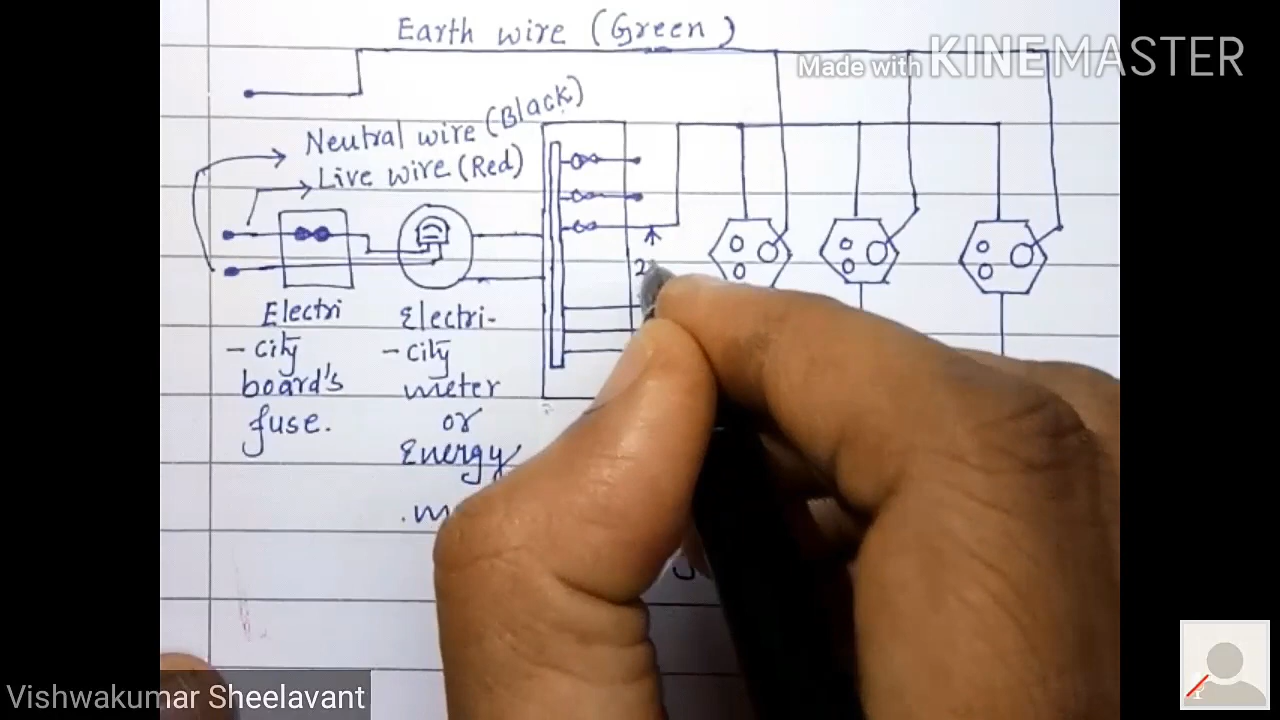 Earth wire (Green)
Made with KINEMASTER
Neutral wire (Black)
Live wire (Red)
Electri
-city
board's
fuse.
Electri-
-city
meter
or
Energy
Vishwakumar Sheelavant